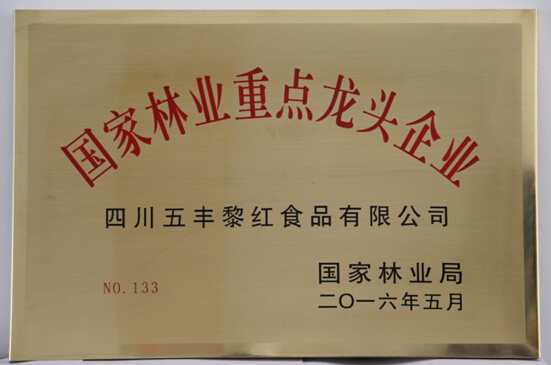 国家林业重点龙头企业
四川五丰黎红食品有限公司
国家林业局
NO.133
二〇一六年五月